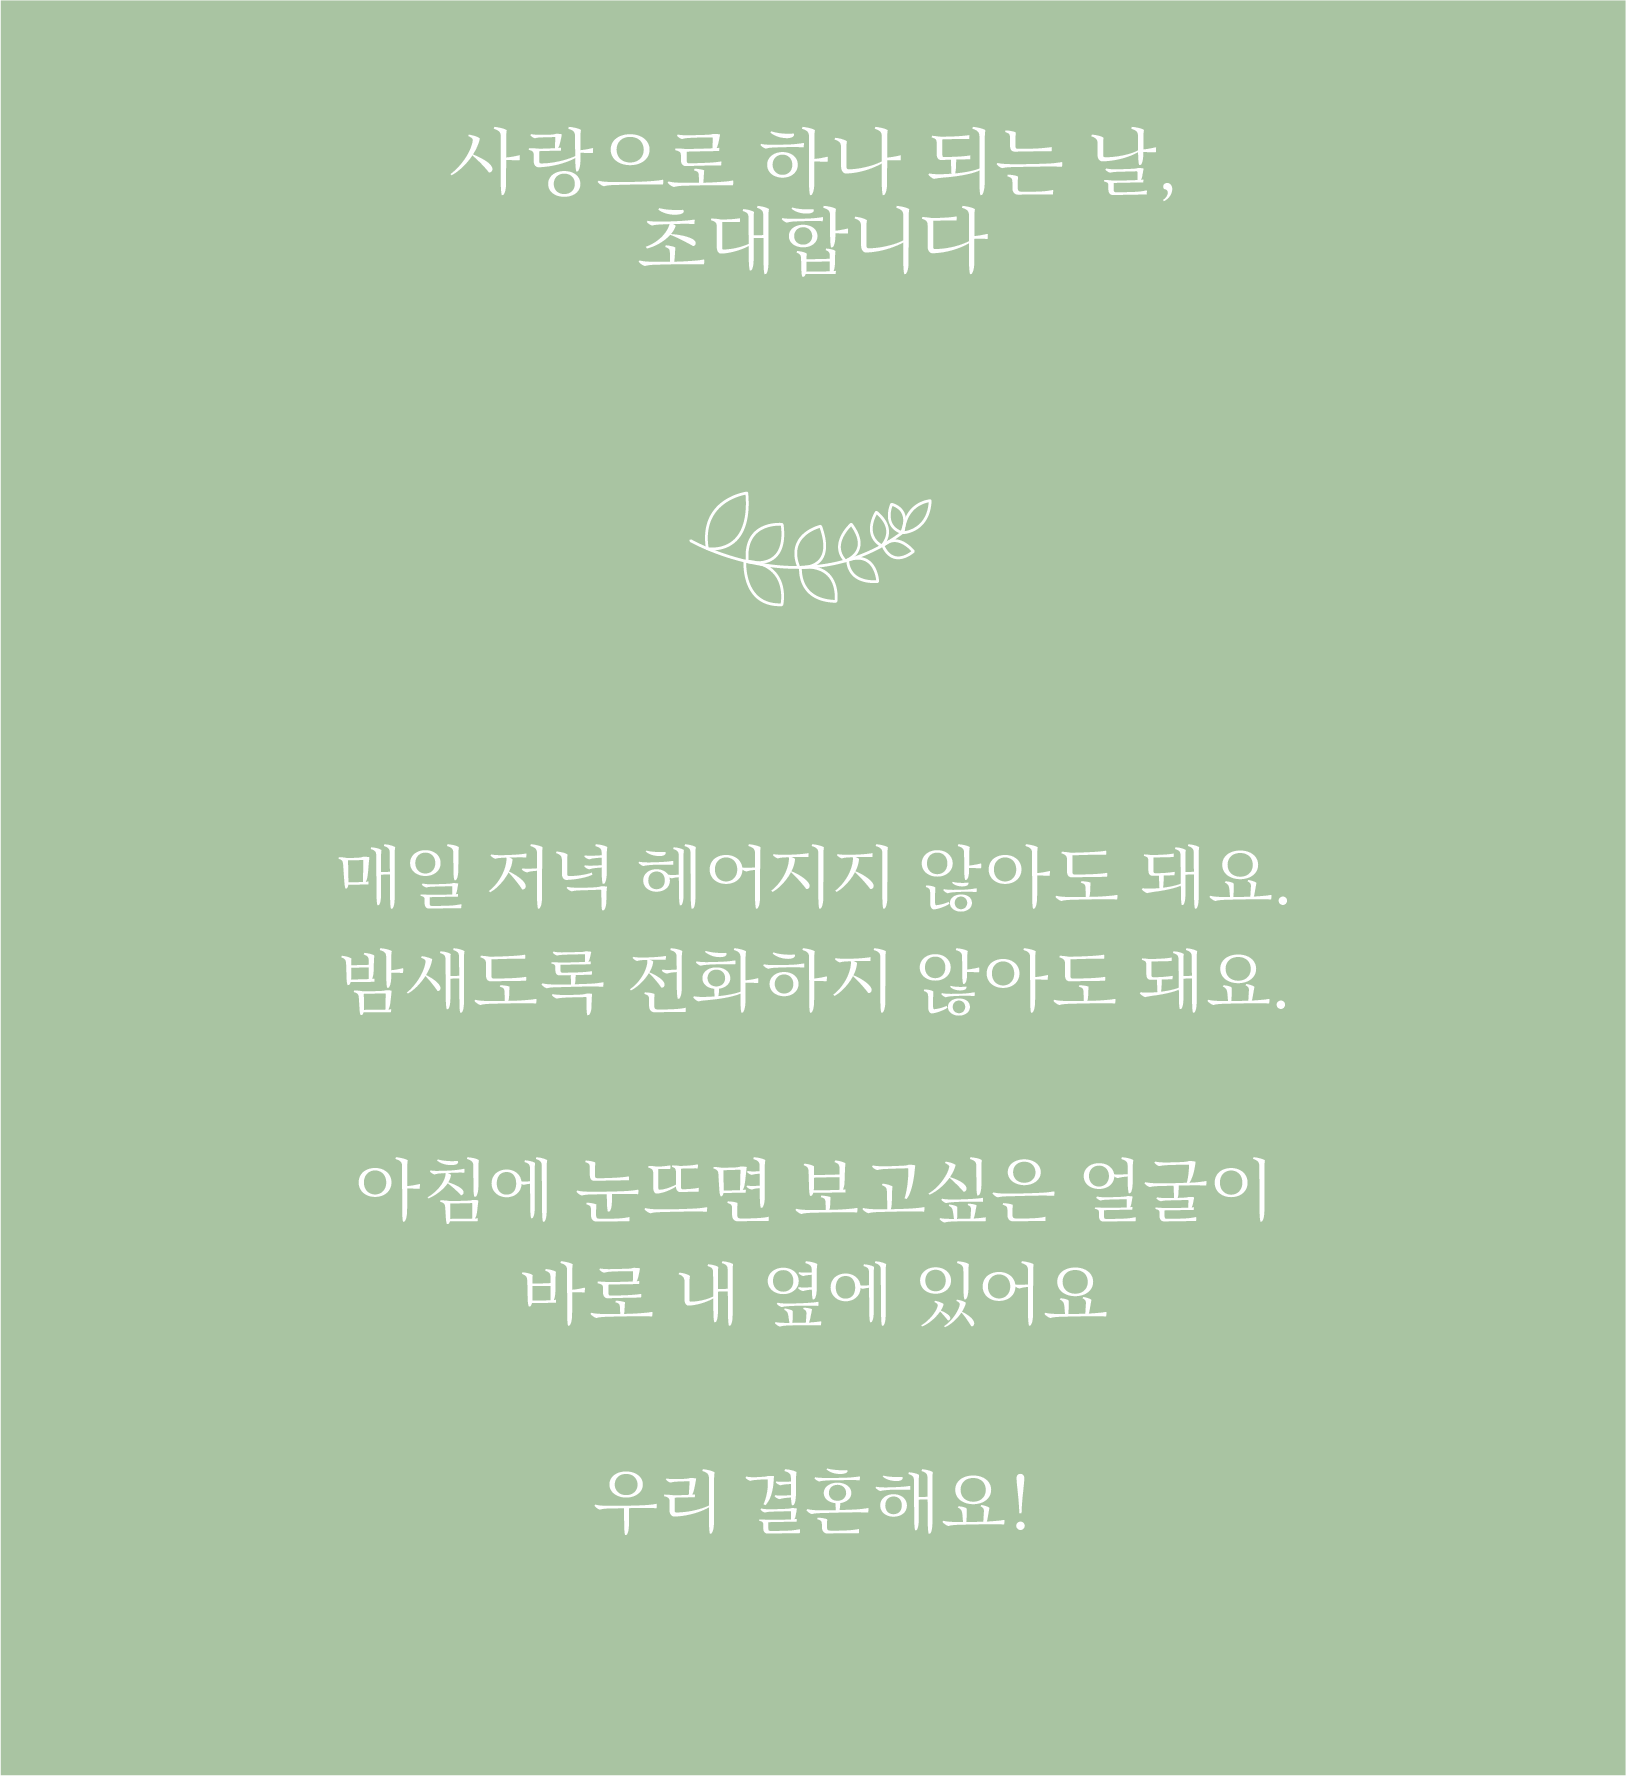 사랑으로 하나 되는 날,
초대합니다
매일 저녁 헤어지지 않아도 돼요.
밤새도록 전화하지 않아도 돼요.
아침에 눈뜨면 보고싶은 얼굴이
바로 내 옆에 있어요
우리 결혼해요!